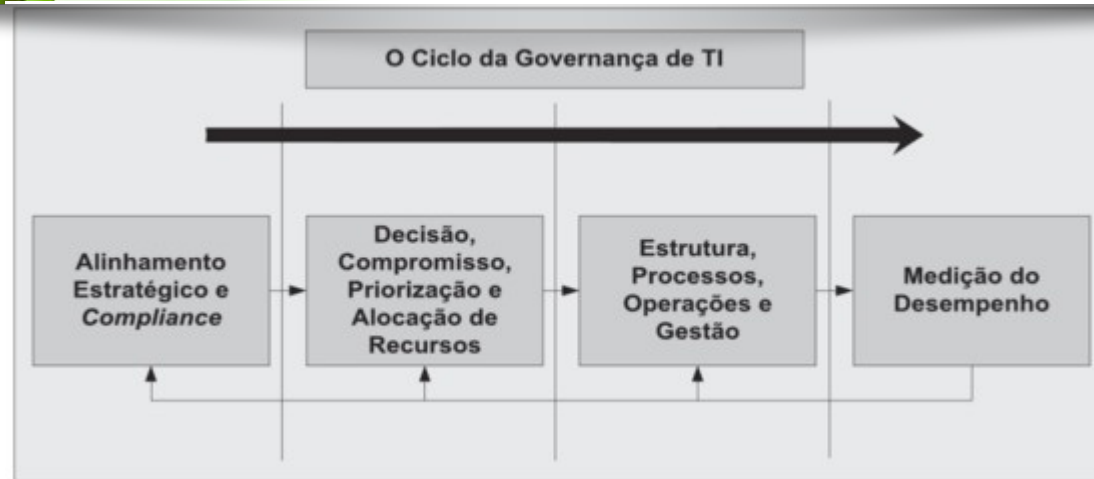 O Ciclo da Governança de TI
Alinhamento
Estratégico e
Compliance
Decisão,
Compromisso,
Priorização e
Alocação de
Recursos
Estrutura,
Processos,
Operações e
Gestão
Medição do
Desempenho